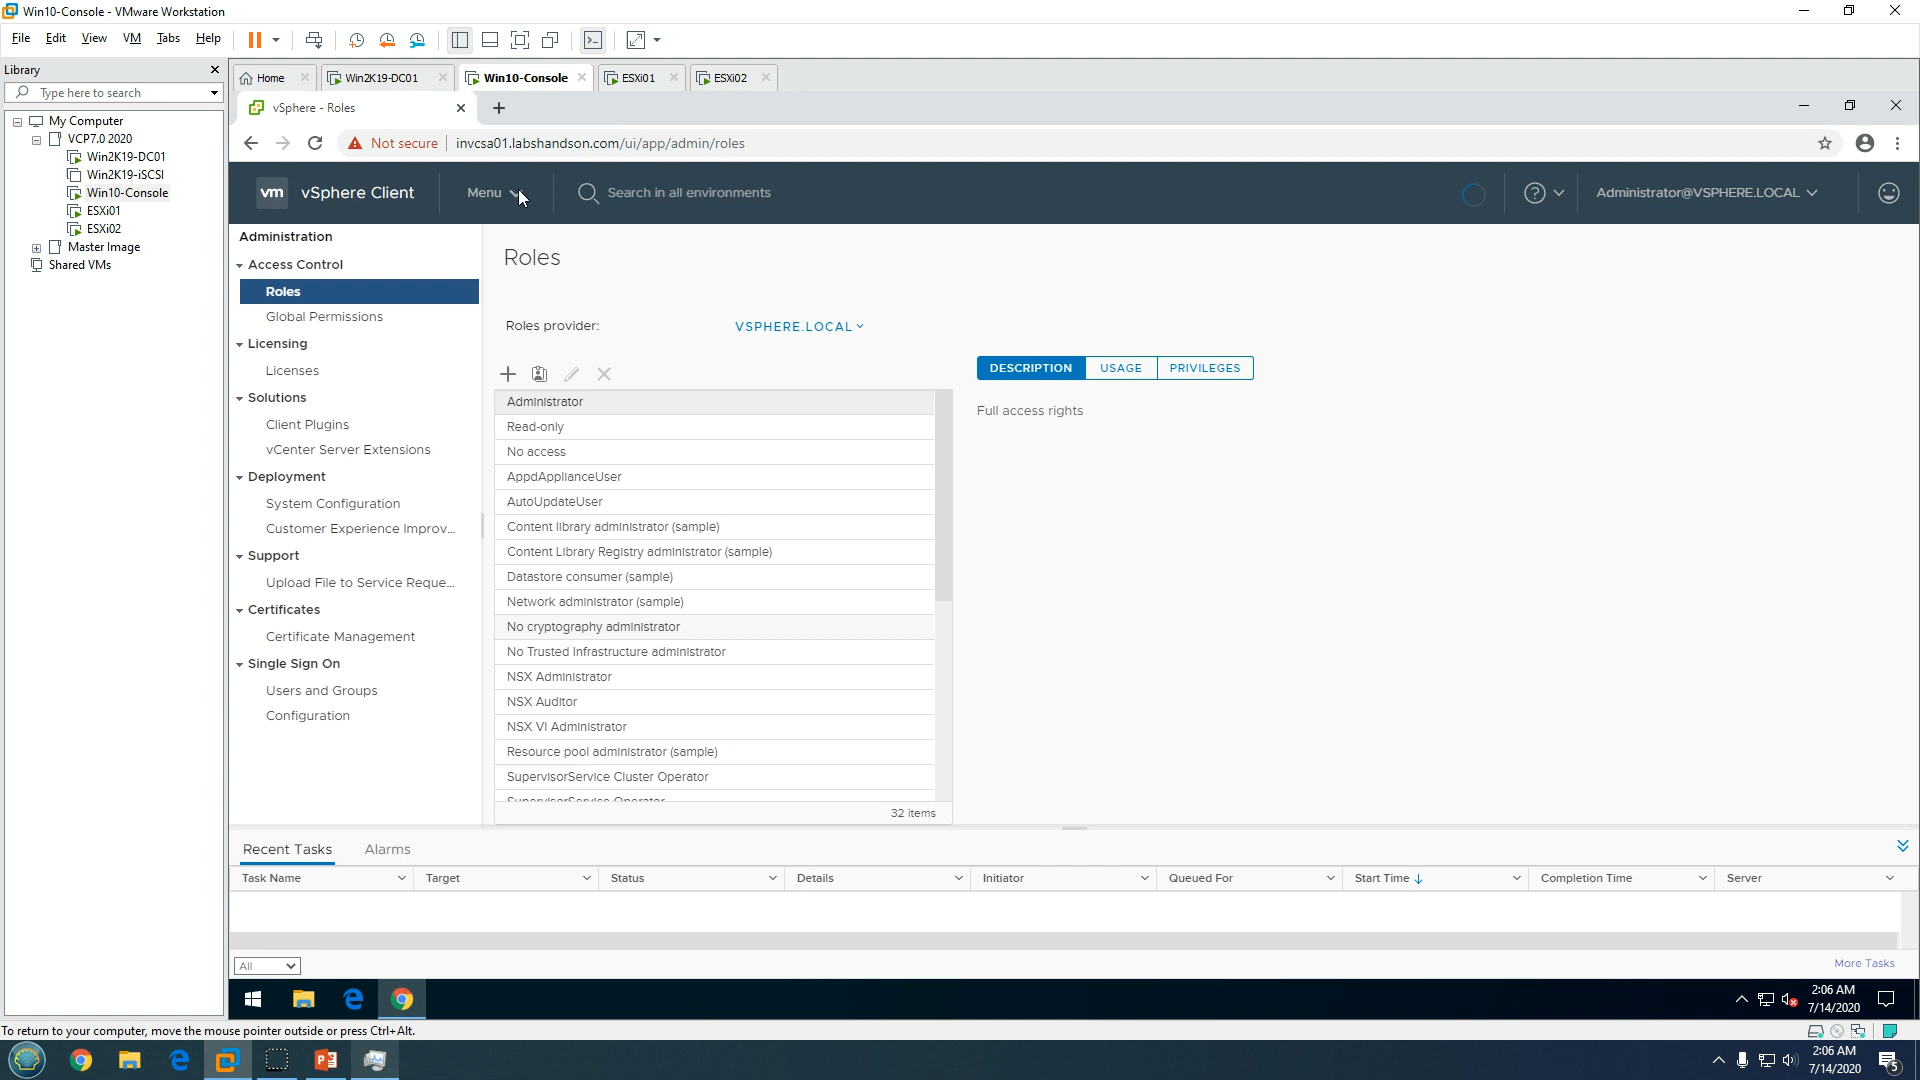 Win10-Console - VMware Workstation
File Edit View VM Tabs Help
Library
Type here to search
My Computer
VCP7.0 2020
Win2K19-DC01
Win2K19-iSCSI
Win10-Console
ESXi01
ESXi02
Master Image
Shared VMs
Home Win2K19-DC01 Win10-Console ESXi01 ESXi02
vSphere - Roles
Not secure invcsa01.labshandson.com/ui/app/admin/roles
vm vSphere Client Menu Search in all environments Administrator@VSPHERE.LOCAL
Administration
Access Control
Roles
Global Permissions
Licensing
Licenses
Solutions
Client Plugins
vCenter Server Extensions
Deployment
System Configuration
Customer Experience Improv...
Support
Upload File to Service Reque...
Certificates
Certificate Management
Single Sign On
Users and Groups
Configuration
Roles
Roles provider: VSPHERE.LOCAL
Administrator
Read-only
No access
AppdApplianceUser
AutoUpdateUser
Content library administrator (sample)
Content Library Registry administrator (sample)
Datastore consumer (sample)
Network administrator (sample)
No cryptography administrator
No Trusted Infrastructure administrator
NSX Administrator
NSX Auditor
NSX VI Administrator
Resource pool administrator (sample)
SupervisorService Cluster Operator
SupervisorService Operator
32 items
DESCRIPTION USAGE PRIVILEGES
Full access rights
Recent Tasks Alarms
Task Name Target Status Details Initiator Queued For Start Time Completion Time Server
All
More Tasks
2:06 AM
7/14/2020
To return to your computer, move the mouse pointer outside or press Ctrl+Alt.
2:06 AM
7/14/2020
5